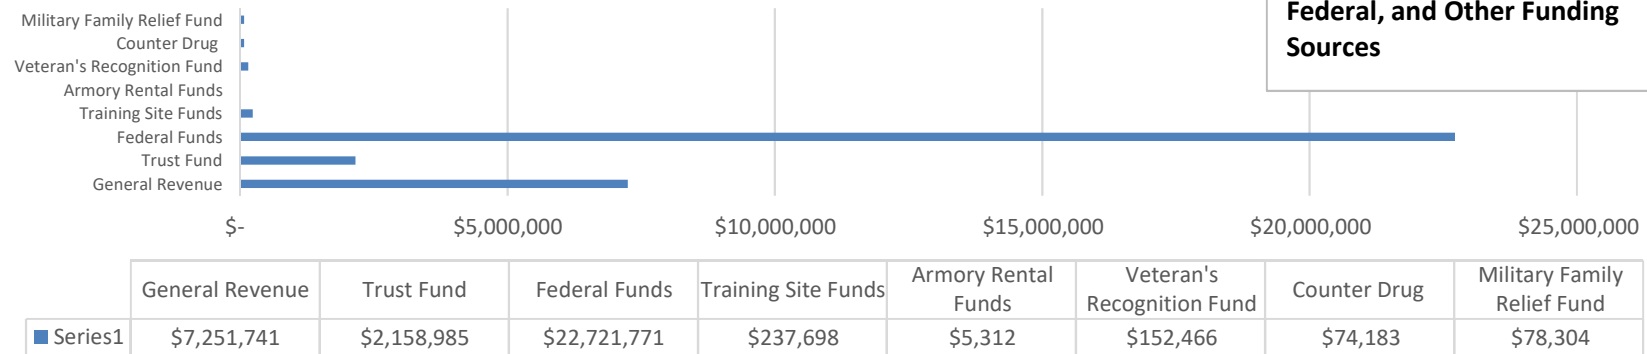 Federal, and Other Funding
Sources
Military Family Relief Fund
Counter Drug
Veteran's Recognition Fund
Armory Rental Funds
Training Site Funds
Federal Funds
Trust Fund
General Revenue
$- $5,000,000 $10,000,000 $15,000,000 $20,000,000 $25,000,000
General Revenue Trust Fund Federal Funds Training Site Funds Armory Rental Funds Veteran's Recognition Fund Counter Drug Military Family Relief Fund
Series1 $7,251,741 $2,158,985 $22,721,771 $237,698 $5,312 $152,466 $74,183 $78,304